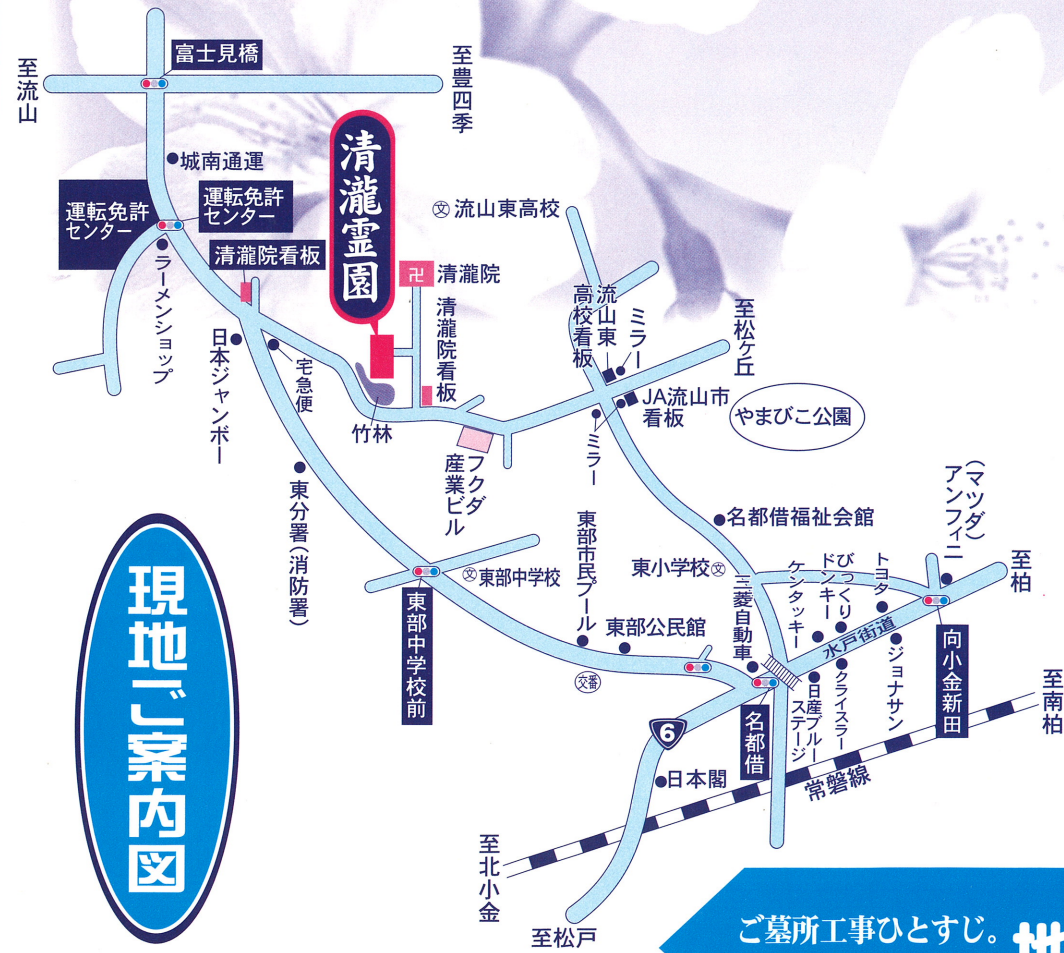 富士見橋
至流山
至豊四季
城南通運
運転免許
センター
運転免許
センター
清瀧院看板
清瀧霊園
卍
清瀧院
清瀧院看板
文 流山東高校
流山東
高校看板
ミラー
至松ヶ丘
JA流山市
看板
やまびこ公園
ミラー
ラーメンショップ
日本ジャンボー
宅急便
竹林
フクダ
産業ビル
東分署(消防署)
名都借福祉会館
東部市民プール
文 東部中学校
東部中学校前
東小学校 文
三菱自動車
東部公民館
交番
ケンタッキー
びっくり
ドンキー
トヨタ
(マツダ)
アンフィニ
至柏
水戸街道
向小金新田
ジョナサン
クライスラー
日産ブルー
ステージ
名都借
6
日本閣
常磐線
至南柏
至北小金
至松戸
現地ご案内図
ご墓所工事ひとすじ。